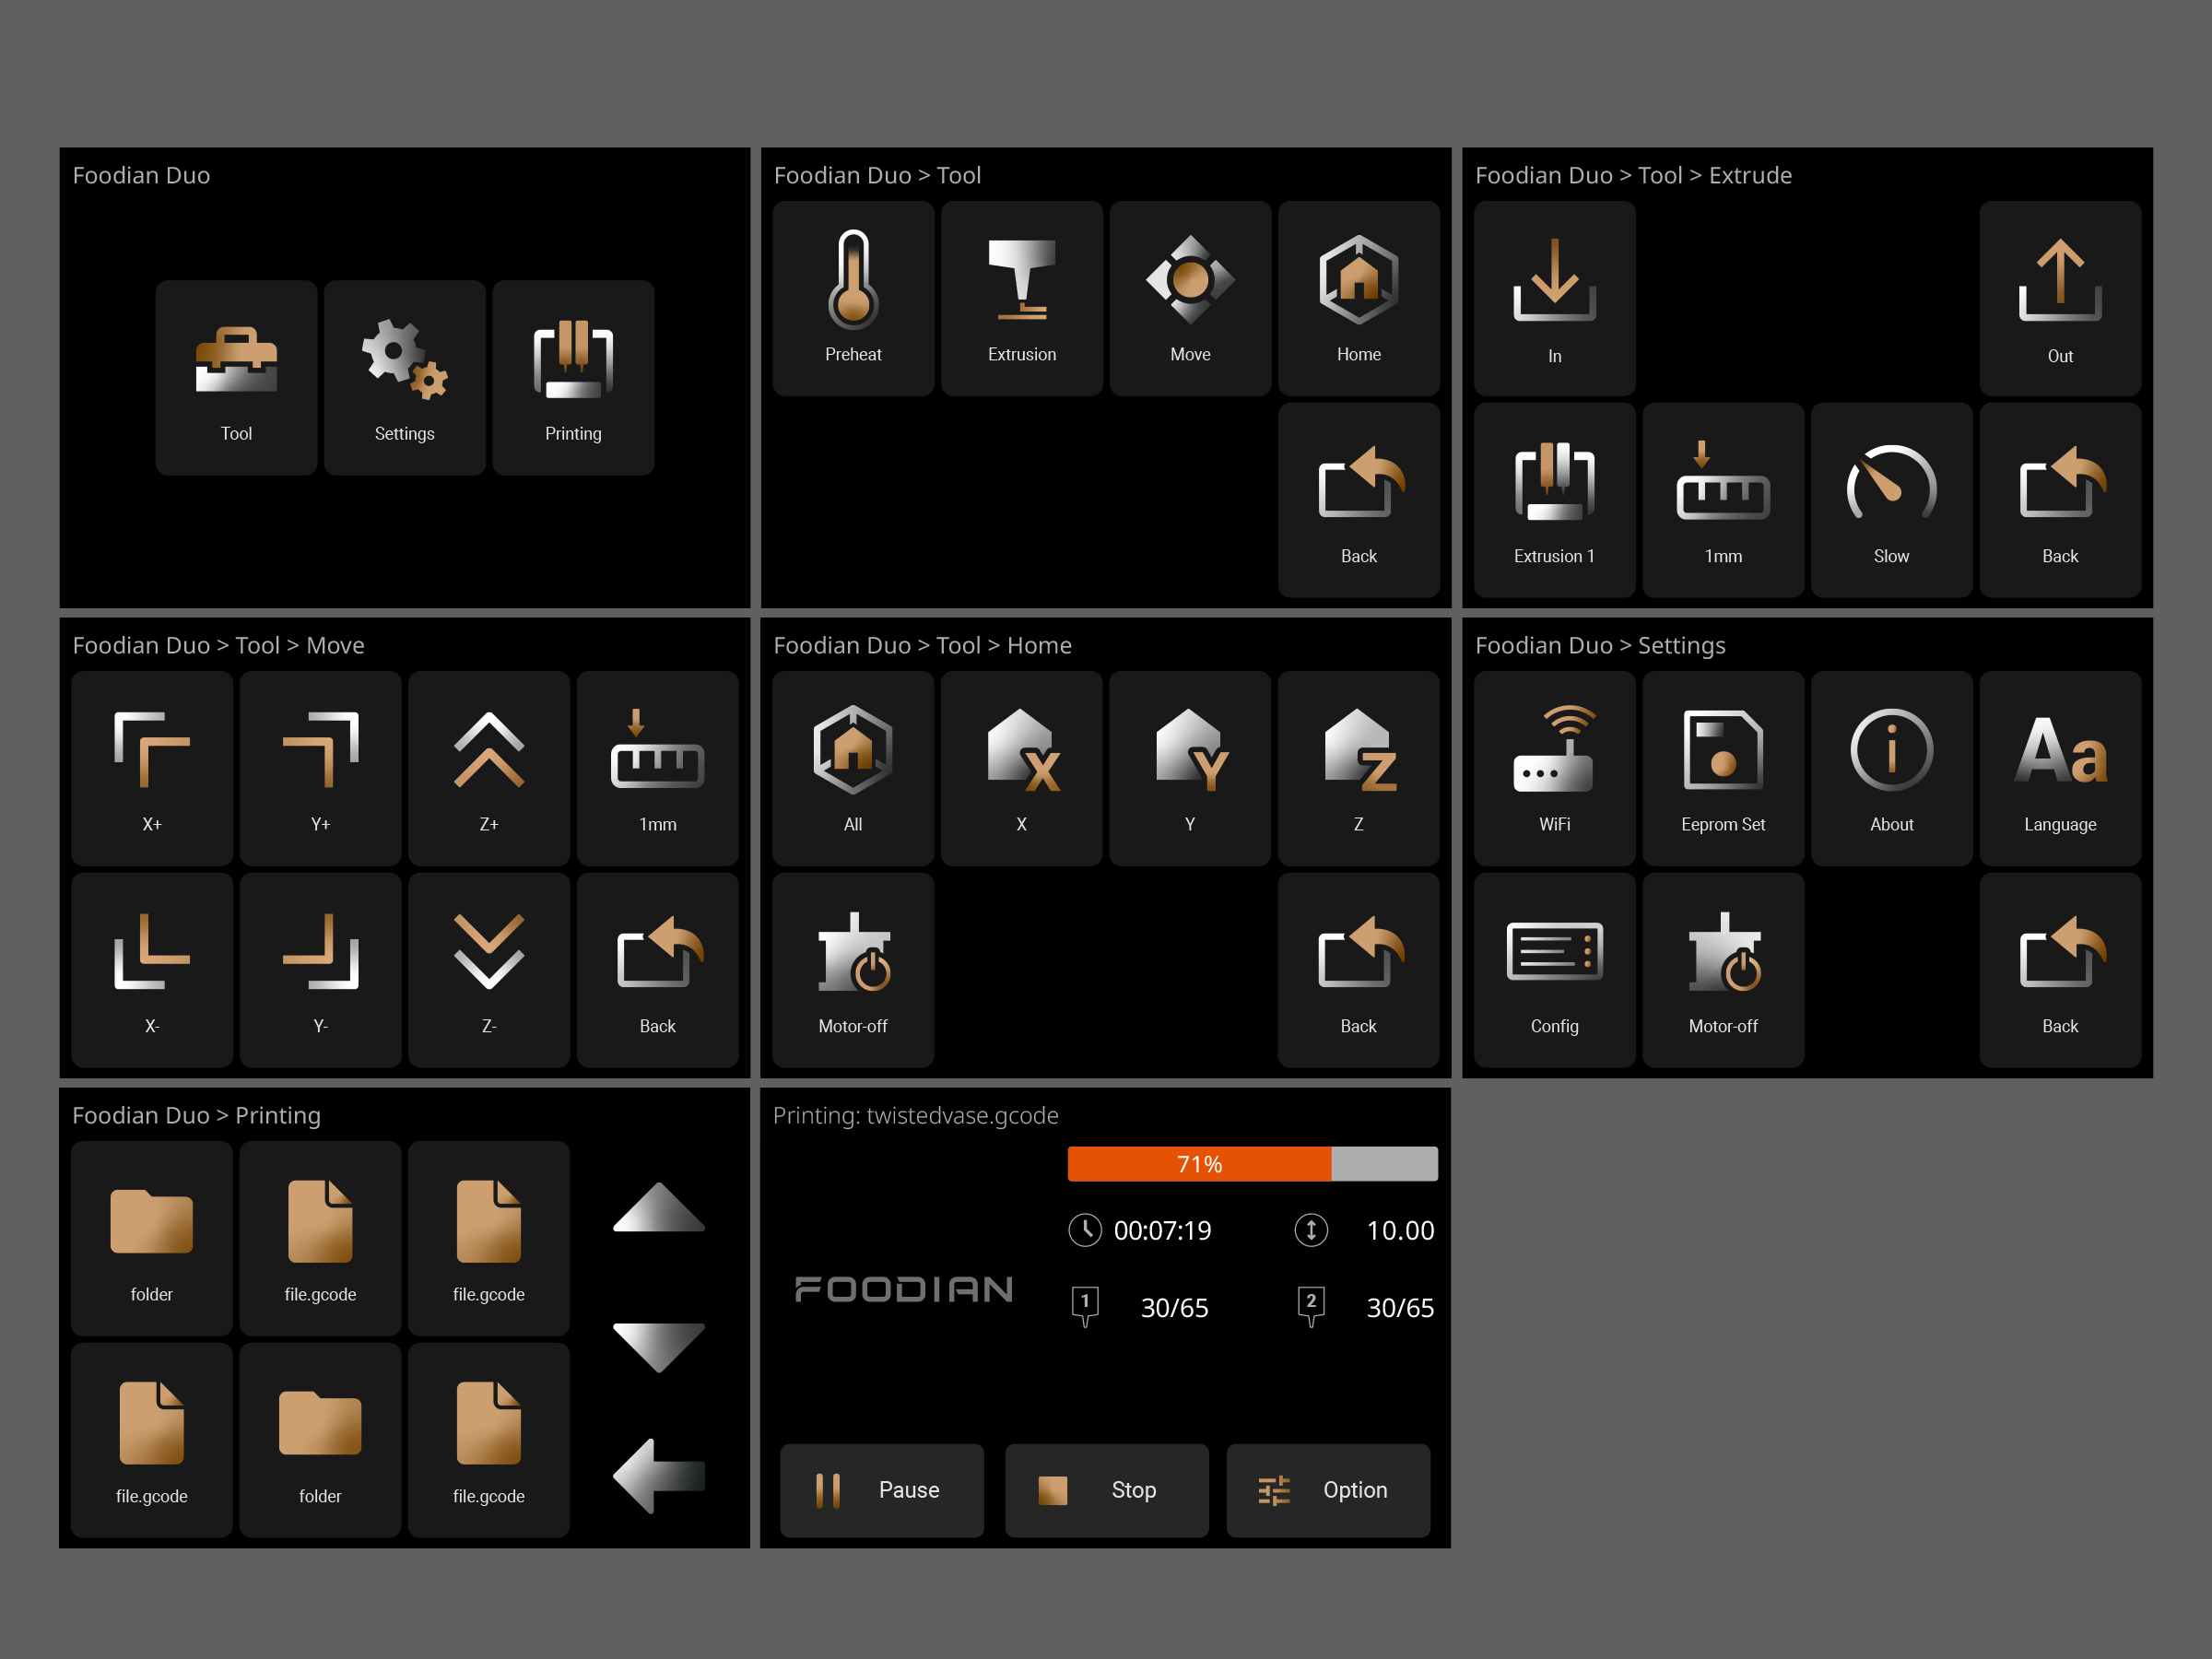 Foodian Duo
Tool
Settings
Printing
Foodian Duo > Tool
Preheat
Extrusion
Move
Home
Back
Foodian Duo > Tool > Extrude
In
Out
Extrusion 1
1mm
Slow
Back
Foodian Duo > Tool > Move
X+
Y+
Z+
1mm
X-
Y-
Z-
Back
Foodian Duo > Tool > Home
X
Y
Z
All
X
Y
Z
Motor-off
Back
Foodian Duo > Settings
Aa
WiFi
Eeprom Set
About
Language
Config
Motor-off
Back
Foodian Duo > Printing
folder
file.gcode
file.gcode
file.gcode
folder
file.gcode
Printing: twistedvase.gcode
71%
00:07:19
10.00
FOODIAN
1
30/65
2
30/65
Pause
Stop
Option